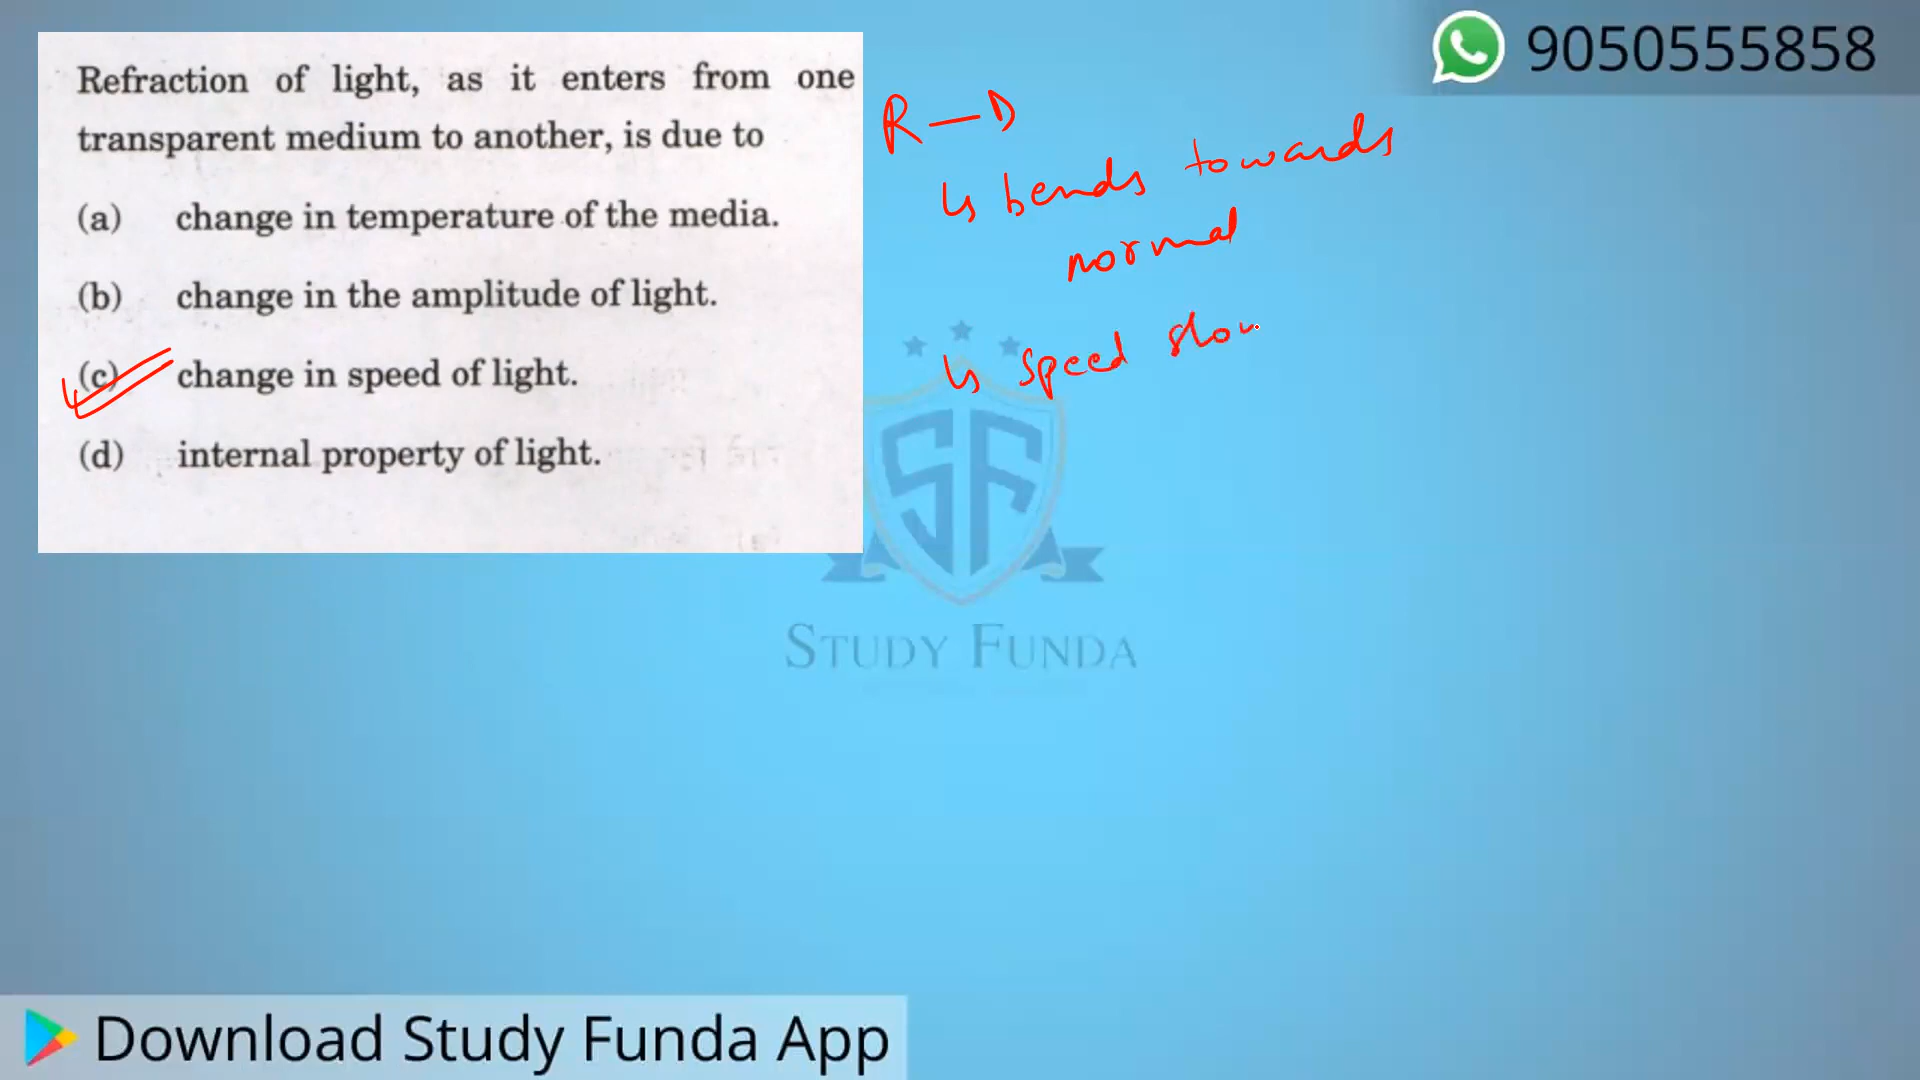 9050555858
Refraction of light, as it enters from one
transparent medium to another, is due to
(a) change in temperature of the media.
(b) change in the amplitude of light.
(c) change in speed of light.
(d) internal property of light.
R — D
bends towards
normal
speed slow
SF
STUDY FUNDA
Download Study Funda App